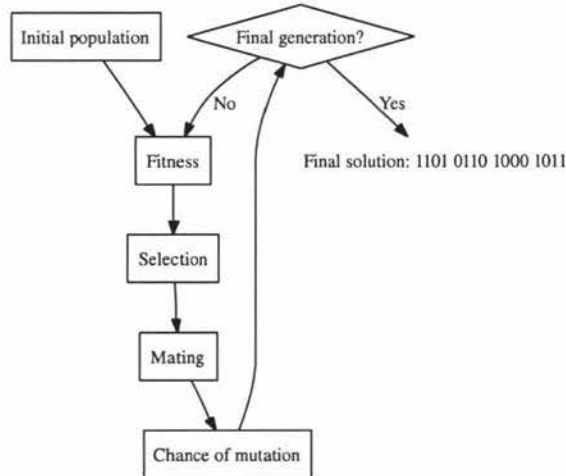 Initial population
Final generation?
No
Yes
Fitness
Final solution: 1101 0110 1000 1011
Selection
Mating
Chance of mutation